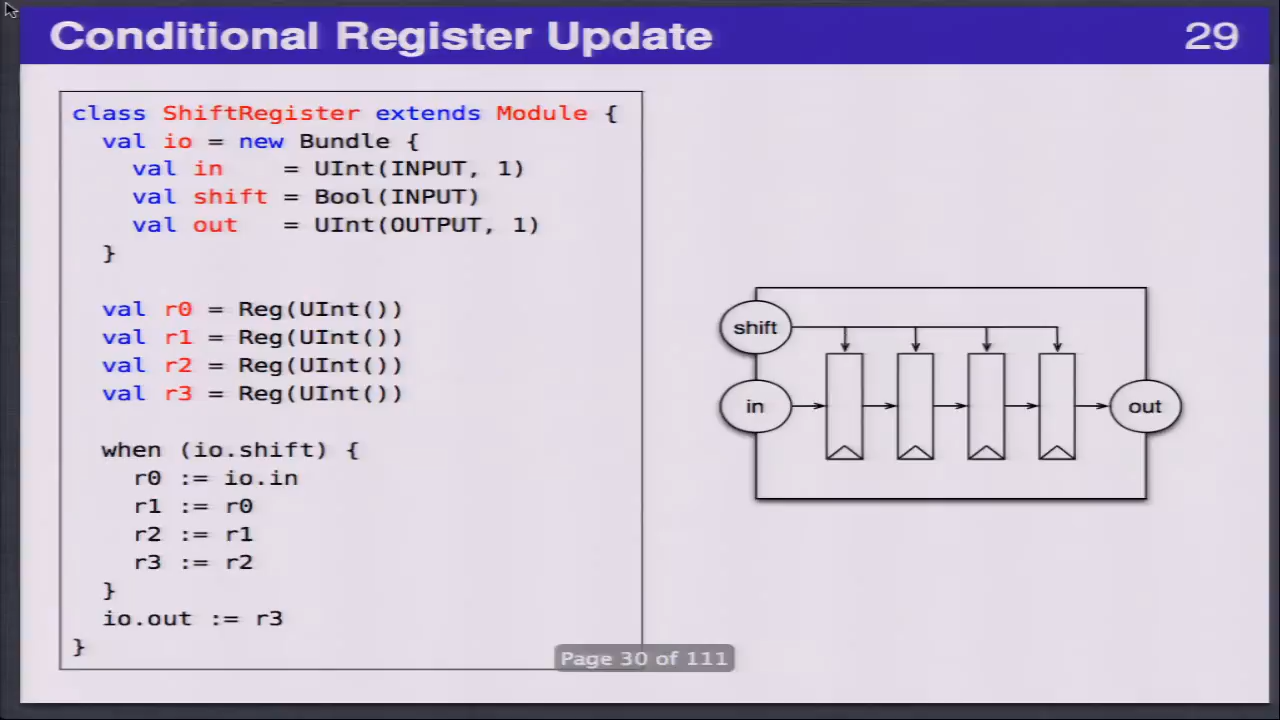 Conditional Register Update
29
class ShiftRegister extends Module {
  val io = new Bundle {
    val in    = UInt(INPUT, 1)
    val shift = Bool(INPUT)
    val out   = UInt(OUTPUT, 1)
  }
  val r0 = Reg(UInt())
  val r1 = Reg(UInt())
  val r2 = Reg(UInt())
  val r3 = Reg(UInt())
  when (io.shift) {
    r0 := io.in
    r1 := r0
    r2 := r1
    r3 := r2
  }
  io.out := r3
}
shift
in
out
Page 30 of 111